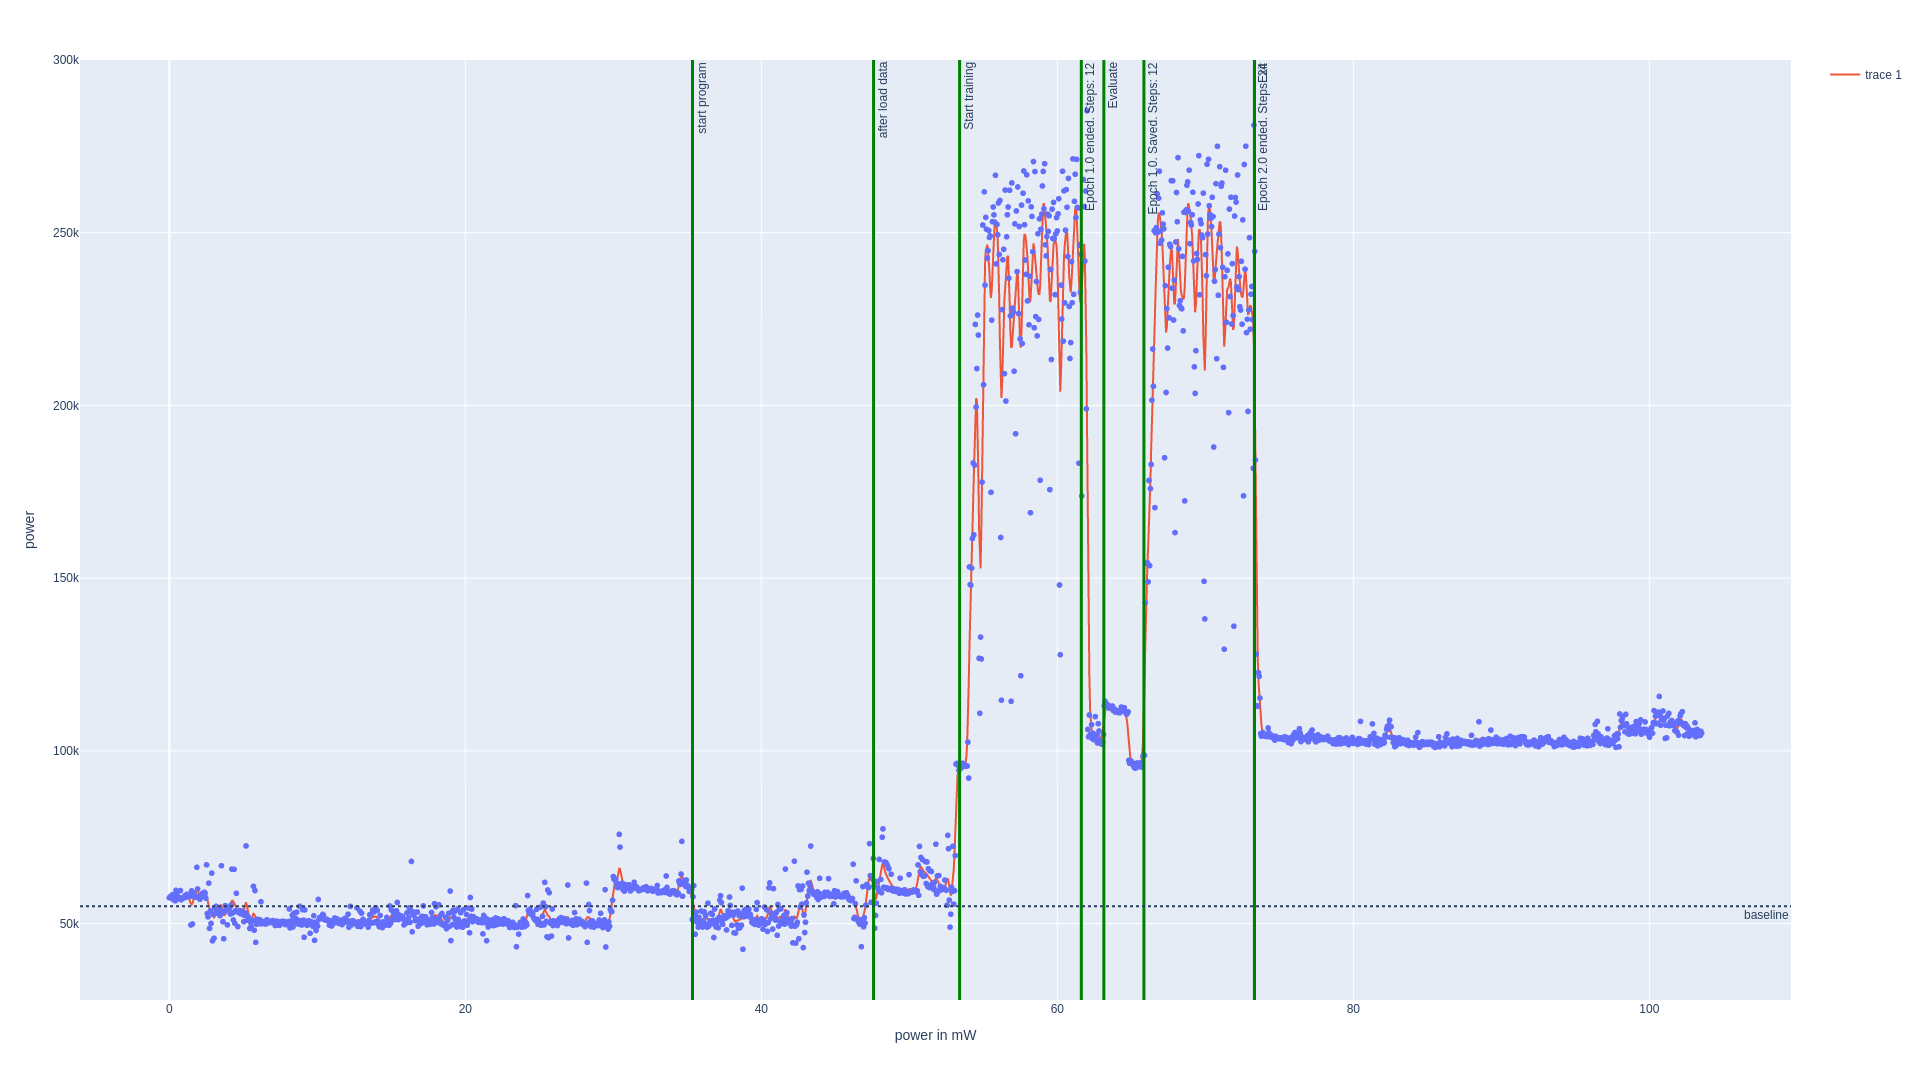 300k
250k
200k
150k
100k
50k
power
0
20
40
60
80
100
power in mW
start program
after load data
Start training
Epoch 1.0 ended. Steps: 12
Evaluate
Epoch 1.0. Saved. Steps: 12
Epoch 2.0 ended. Steps: 24
baseline
trace 1